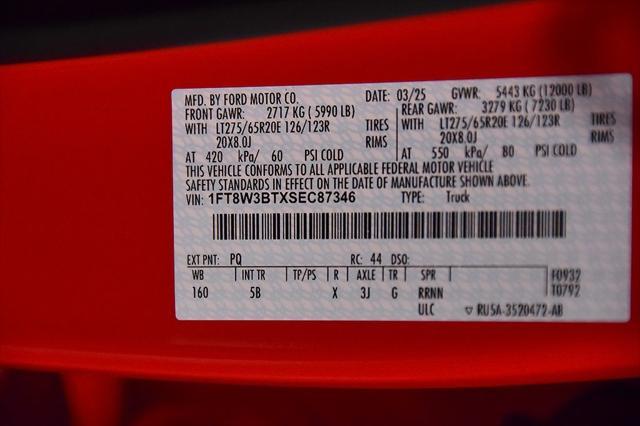 MFD. BY FORD MOTOR CO. DATE: 03/25 GVWR: 5443 KG (12000 LB)
FRONT GAWR: 2717 KG ( 5990 LB) REAR GAWR: 3279 KG ( 7230 LB)
WITH LT275/65R20E 126/123R TIRES WITH LT275/65R20E 126/123R TIRES
20X8.0J RIMS 20X8.0J RIMS
AT 420 kPa/ 60 PSI COLD AT 550 kPa/ 80 PSI COLD
THIS VEHICLE CONFORMS TO ALL APPLICABLE FEDERAL MOTOR VEHICLE
SAFETY STANDARDS IN EFFECT ON THE DATE OF MANUFACTURE SHOWN ABOVE.
VIN: 1FT8W3BTXSEC87346 TYPE: Truck
EXT PNT: PQ RC: 44 DSO:
WB INT TR TP/PS R AXLE TR SPR F0932
160 5B X 3J G RRNN T0792
ULC ▽ RU5A-3520472-AB